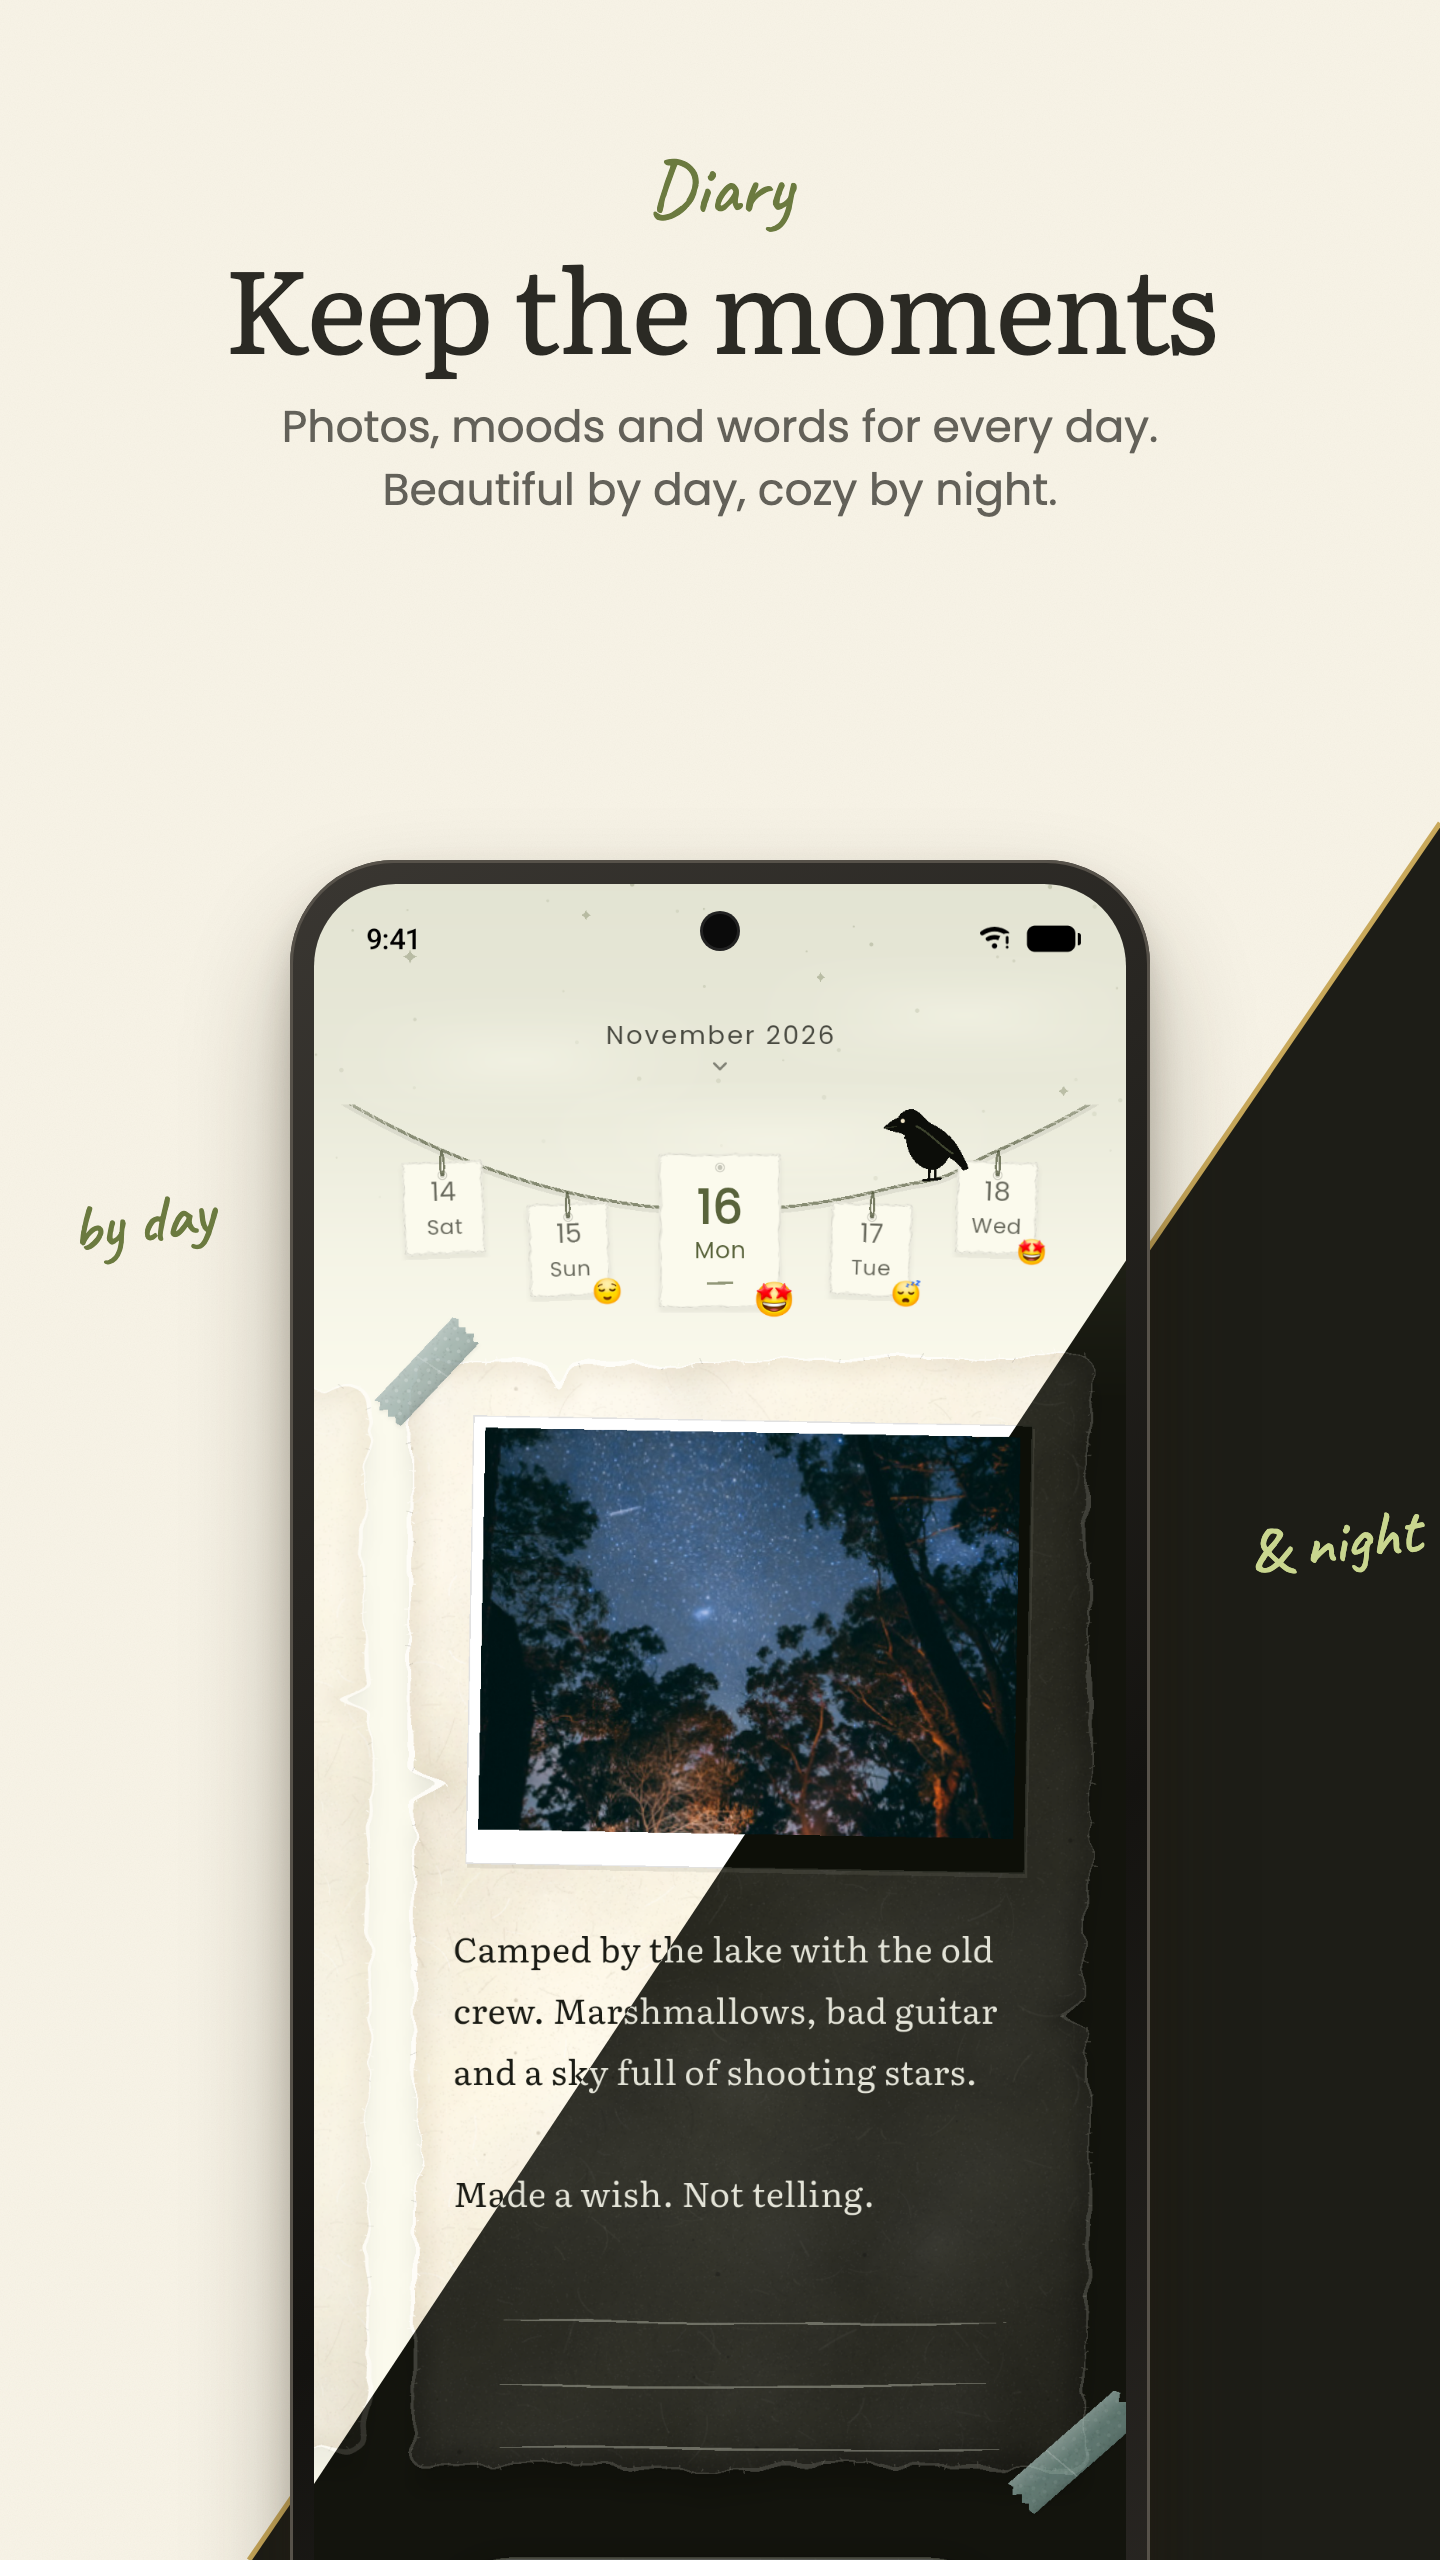 Diary
Keep the moments
Photos, moods and words for every day.
Beautiful by day, cozy by night.
9:41
November 2026
14
Sat
15
Sun
16
Mon
17
Tue
18
Wed
by day
& night
Camped by the lake with the old
crew. Marshmallows, bad guitar
and a sky full of shooting stars.
Made a wish. Not telling.